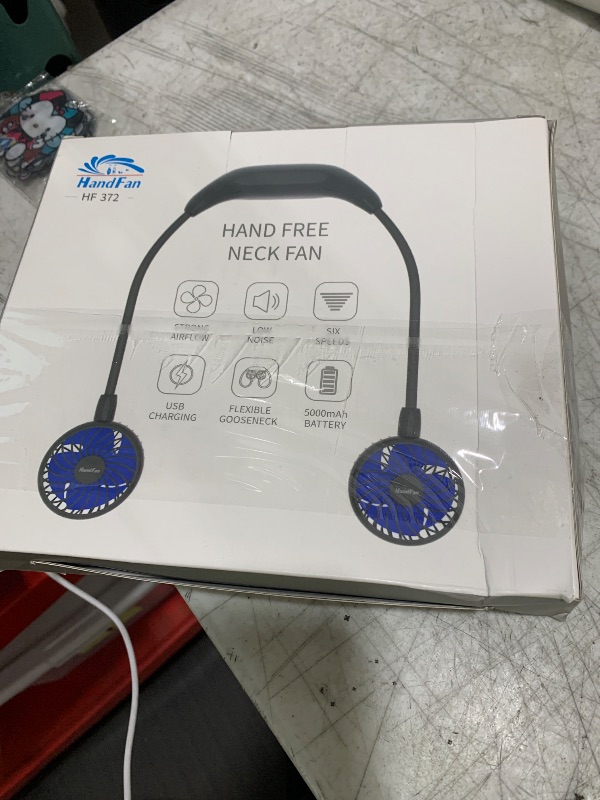 HandFan
HF 372
HAND FREE
NECK FAN
STRONG
AIRFLOW
LOW
NOISE
SIX
SPEEDS
USB
CHARGING
FLEXIBLE
GOOSENECK
5000mAh
BATTERY
HandFan
HandFan